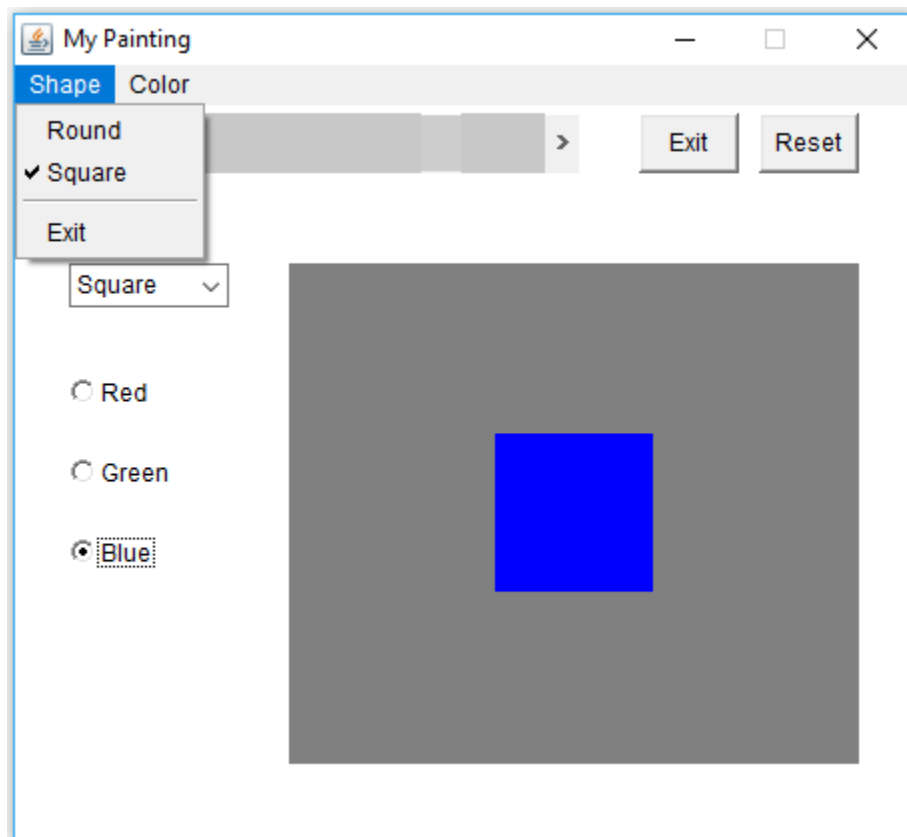 My Painting
Shape Color
Round
Square
Exit
Exit Reset
Square
Red
Green
Blue